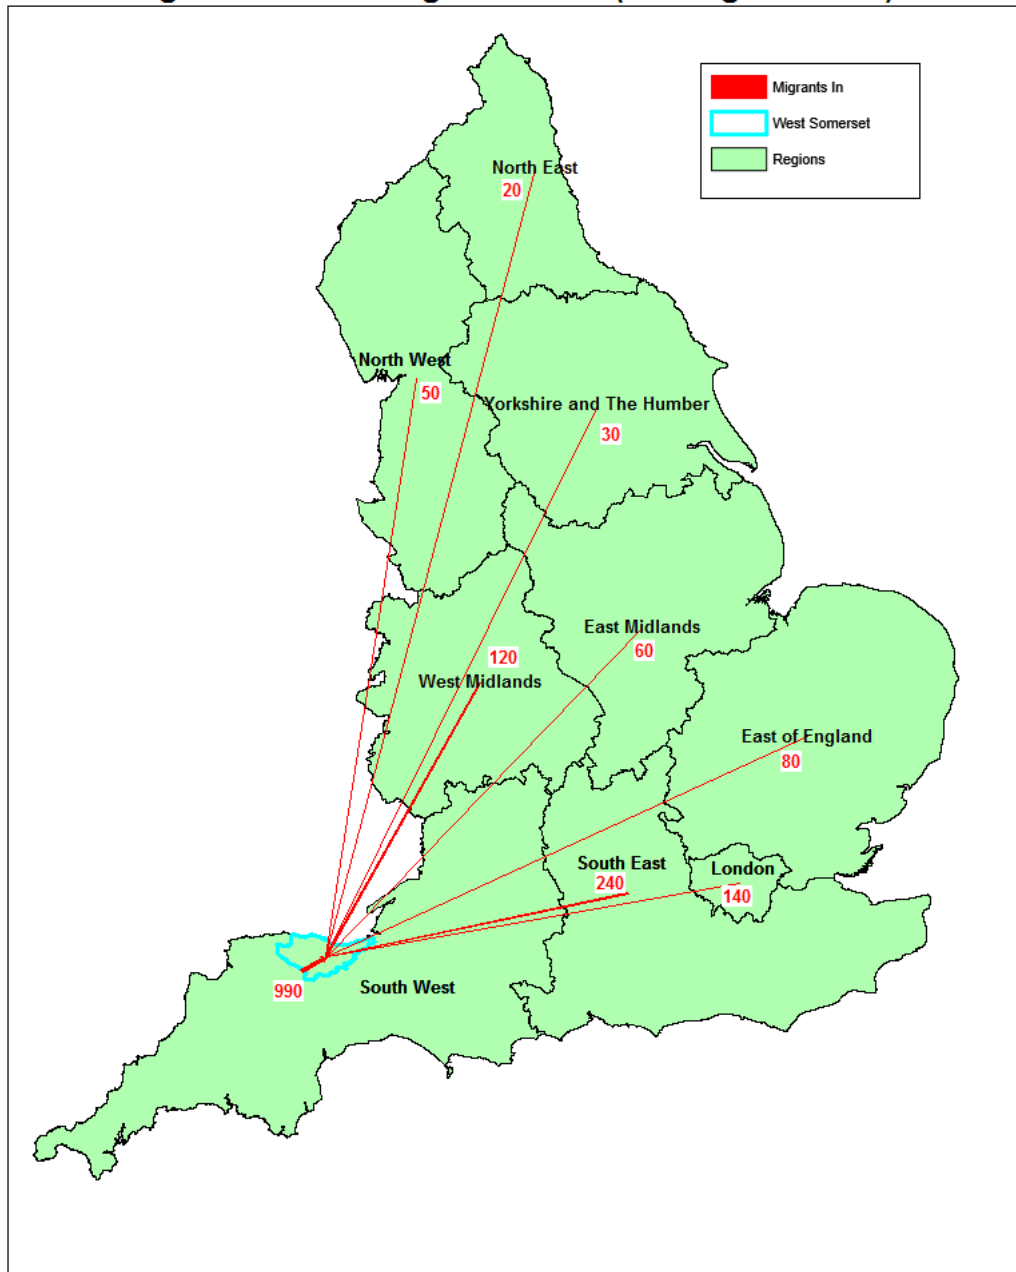 Migrants In
West Somerset
Regions
North East
20
North West
50
Yorkshire and The Humber
30
East Midlands
60
120
West Midlands
East of England
80
South East
240
London
140
990
South West